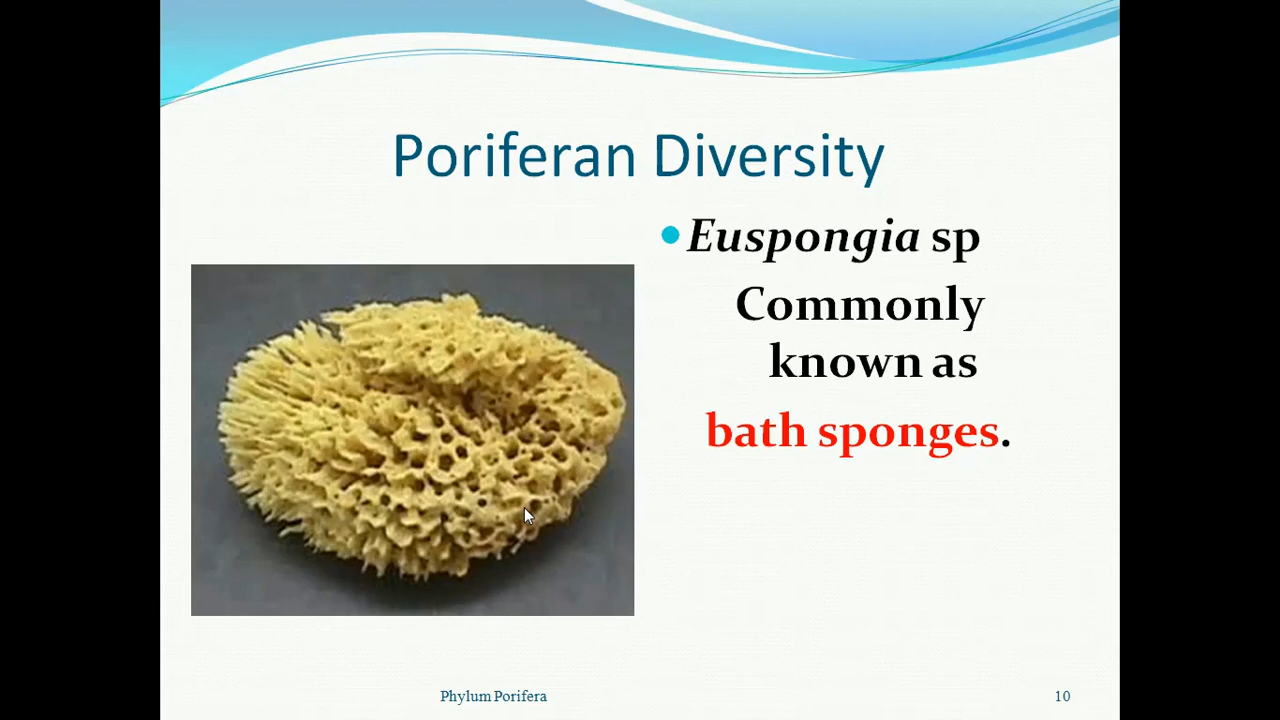 Poriferan Diversity
Euspongia sp
Commonly
known as
bath sponges.
Phylum Porifera
10